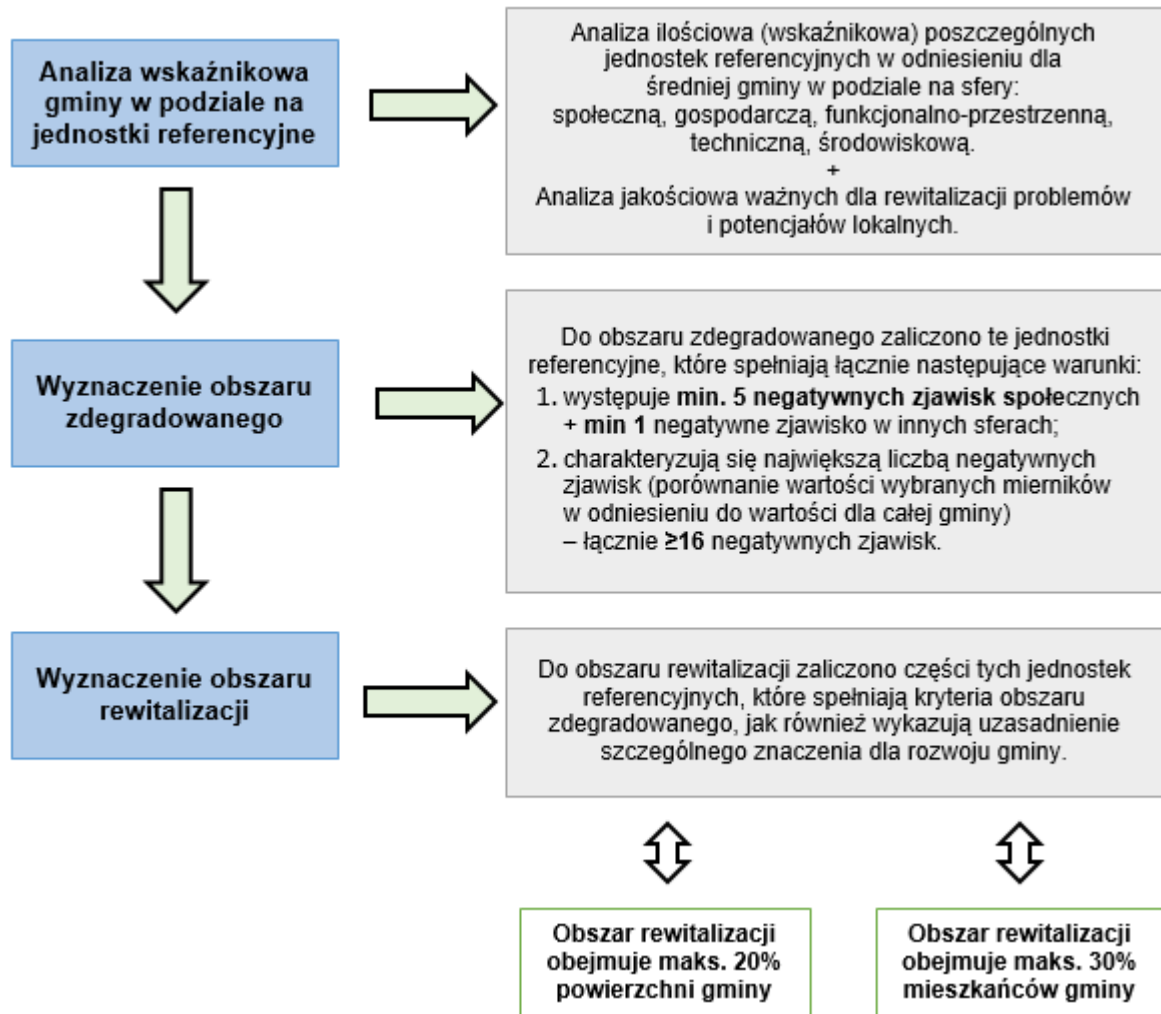 Analiza wskaźnikowa
gminy w podziale na
jednostki referencyjne
Analiza ilościowa (wskaźnikowa) poszczególnych
jednostek referencyjnych w odniesieniu dla
średniej gminy w podziale na sfery:
społeczną, gospodarczą, funkcjonalno-przestrzenną,
techniczną, środowiskową.
+
Analiza jakościowa ważnych dla rewitalizacji problemów
i potencjałów lokalnych.
Wyznaczenie obszaru
zdegradowanego
Do obszaru zdegradowanego zaliczono te jednostki
referencyjne, które spełniają łącznie następujące warunki:
1. występuje min. 5 negatywnych zjawisk społecznych
+ min 1 negatywne zjawisko w innych sferach;
2. charakteryzują się największą liczbą negatywnych
zjawisk (porównanie wartości wybranych mierników
w odniesieniu do wartości dla całej gminy)
– łącznie ≥16 negatywnych zjawisk.
Wyznaczenie obszaru
rewitalizacji
Do obszaru rewitalizacji zaliczono części tych jednostek
referencyjnych, które spełniają kryteria obszaru
zdegradowanego, jak również wykazują uzasadnienie
szczególnego znaczenia dla rozwoju gminy.
Obszar rewitalizacji
obejmuje maks. 20%
powierzchni gminy
Obszar rewitalizacji
obejmuje maks. 30%
mieszkańców gminy